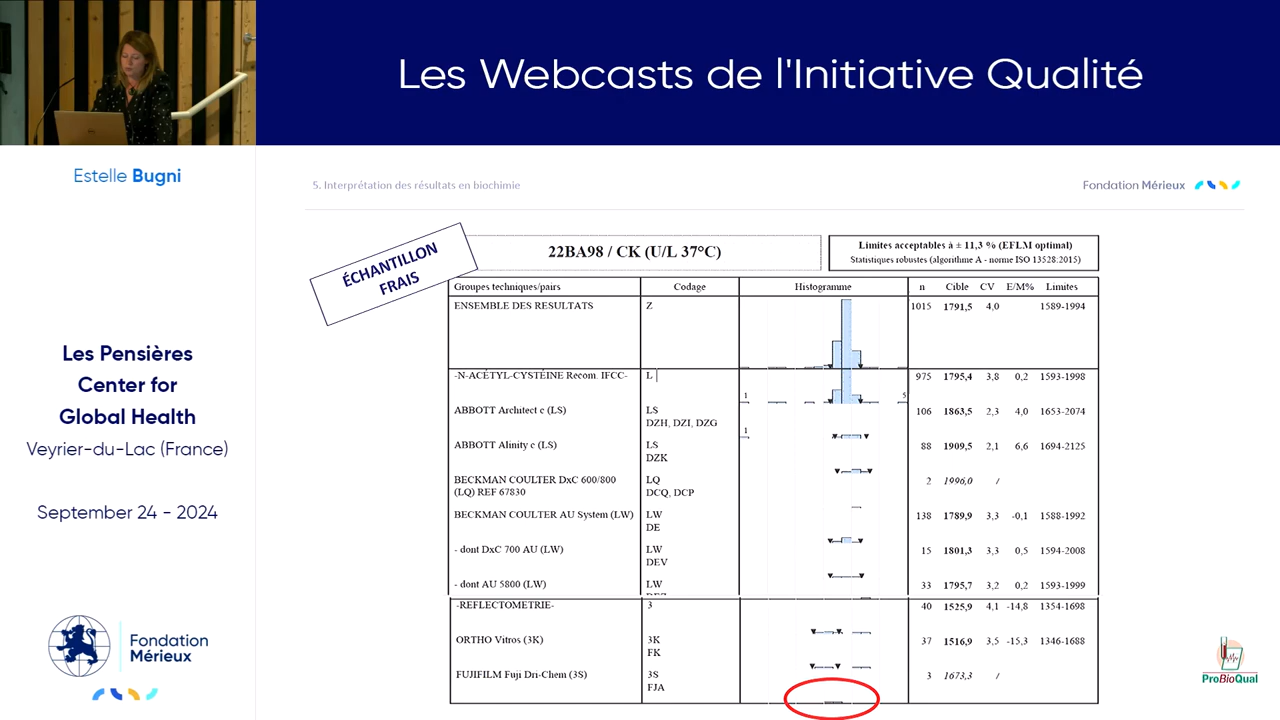 Les Webcasts de l'Initiative Qualité
Estelle Bugni
5. Interprétation des résultats en biochimie
Fondation Mérieux
ÉCHANTILLON
FRAIS
22BA98 / CK (U/L 37°C)
Limites acceptables à ± 11,3 % (EFLM optimal)
Statistiques robustes (algorithme A - norme ISO 13528:2015)
Groupes techniques/pairs Codage Histogramme n Cible CV E/M% Limites
ENSEMBLE DES RESULTATS Z 1015 1791,5 4,0 1589-1994
-N-ACÉTYL-CYSTÉINE Recom. IFCC- L 975 1795,4 3,8 0,2 1593-1998
1 5
ABBOTT Architect c (LS) LS 106 1863,5 2,3 4,0 1653-2074
DZH, DZI, DZG
1
ABBOTT Alinity c (LS) LS 88 1909,5 2,1 6,6 1694-2125
DZK
BECKMAN COULTER DxC 600/800 LQ 2 1996,0 /
(LQ) REF 67830 DCQ, DCP
BECKMAN COULTER AU System (LW) LW 138 1789,9 3,3 -0,1 1588-1992
DE
- dont DxC 700 AU (LW) LW 15 1801,3 3,3 0,5 1594-2008
DEV
- dont AU 5800 (LW) LW 33 1795,7 3,2 0,2 1593-1999
-REFLECTOMETRIE- 3 40 1525,9 4,1 -14,8 1354-1698
ORTHO Vitros (3K) 3K 37 1516,9 3,5 -15,3 1346-1688
FK
FUJIFILM Fuji Dri-Chem (3S) 3S 3 1673,3 /
FJA
Les Pensières
Center for
Global Health
Veyrier-du-Lac (France)
September 24 - 2024
Fondation
Mérieux
ProBioQual